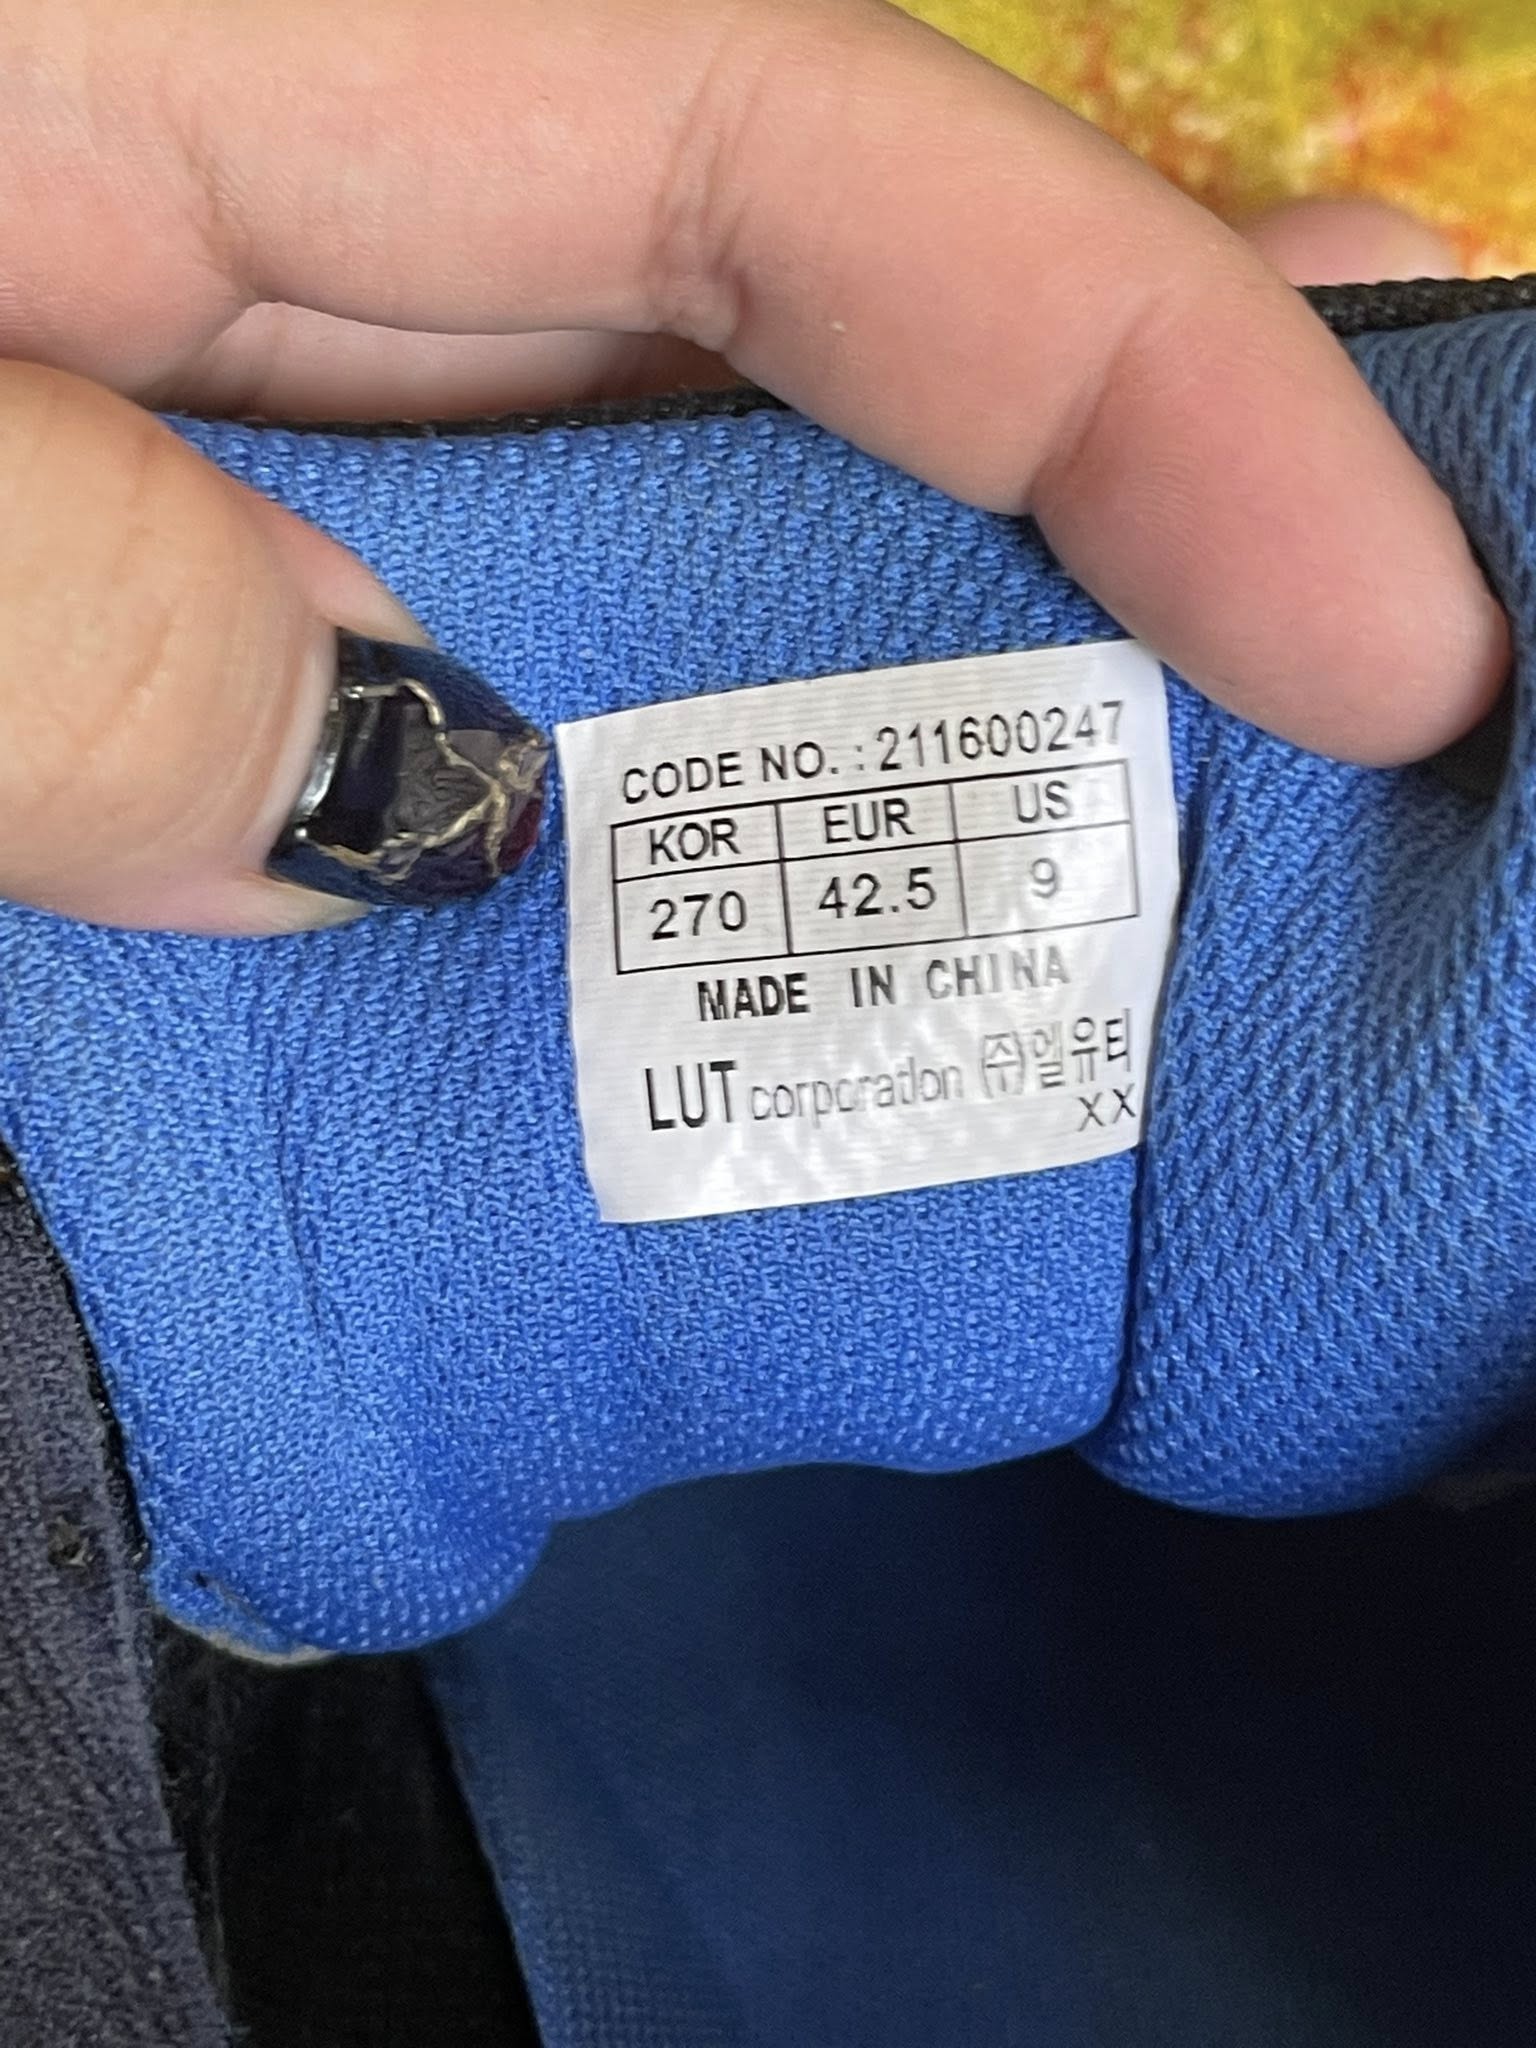 CODE NO. : 211600247
KOR EUR US
270 42.5 9
MADE IN CHINA
LUT corporation ㈜엘유티
XX